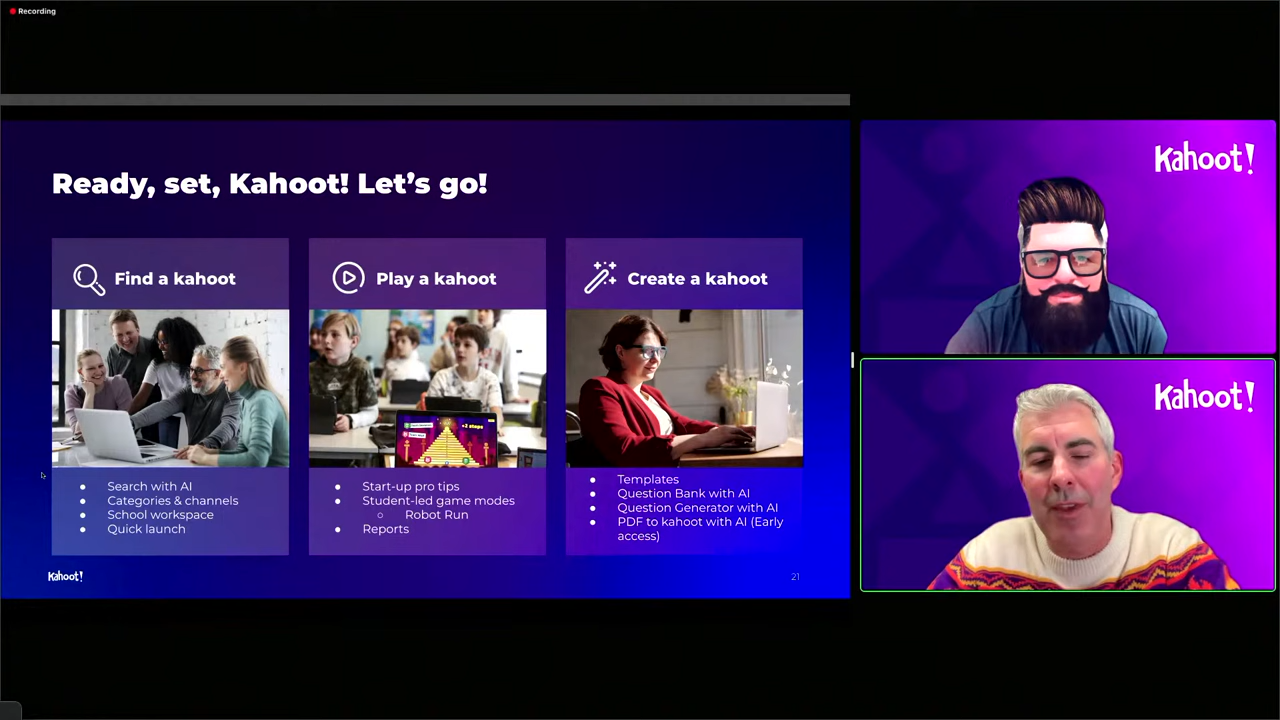 Recording
Ready, set, Kahoot! Let's go!
Find a kahoot
Search with AI
Categories & channels
School workspace
Quick launch
Play a kahoot
+2 steps
Start-up pro tips
Student-led game modes
Robot Run
Reports
Create a kahoot
Templates
Question Bank with AI
Question Generator with AI
PDF to kahoot with AI (Early
access)
Kahoot!
21
Kahoot!
Kahoot!